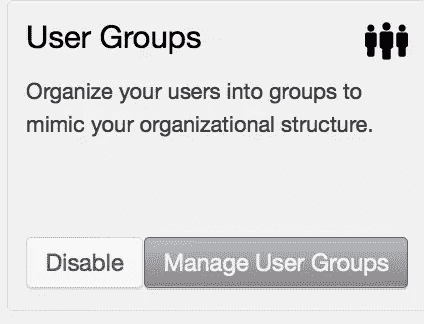 User Groups
Organize your users into groups to
mimic your organizational structure.
Disable
Manage User Groups